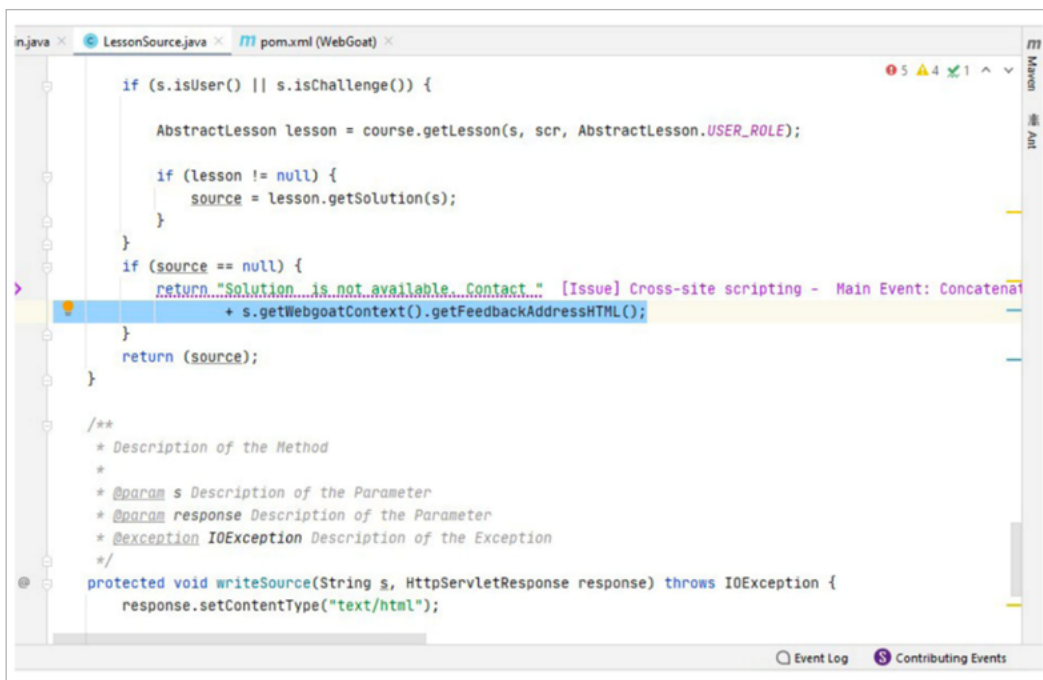 in.java × C LessonSource.java × m pom.xml (WebGoat) ×
m
Maven
Ant
5 4 1
if (s.isUser() || s.isChallenge()) {
AbstractLesson lesson = course.getLesson(s, scr, AbstractLesson.USER_ROLE);
if (lesson != null) {
source = lesson.getSolution(s);
}
}
if (source == null) {
return "Solution  is not available. Contact " [Issue] Cross-site scripting -  Main Event: Concatenat
+ s.getWebgoatContext().getFeedbackAddressHTML();
}
return (source);
}
/**
* Description of the Method
*
* @param s Description of the Parameter
* @param response Description of the Parameter
* @exception IOException Description of the Exception
*/
@ protected void writeSource(String s, HttpServletResponse response) throws IOException {
response.setContentType("text/html");
Event Log S Contributing Events